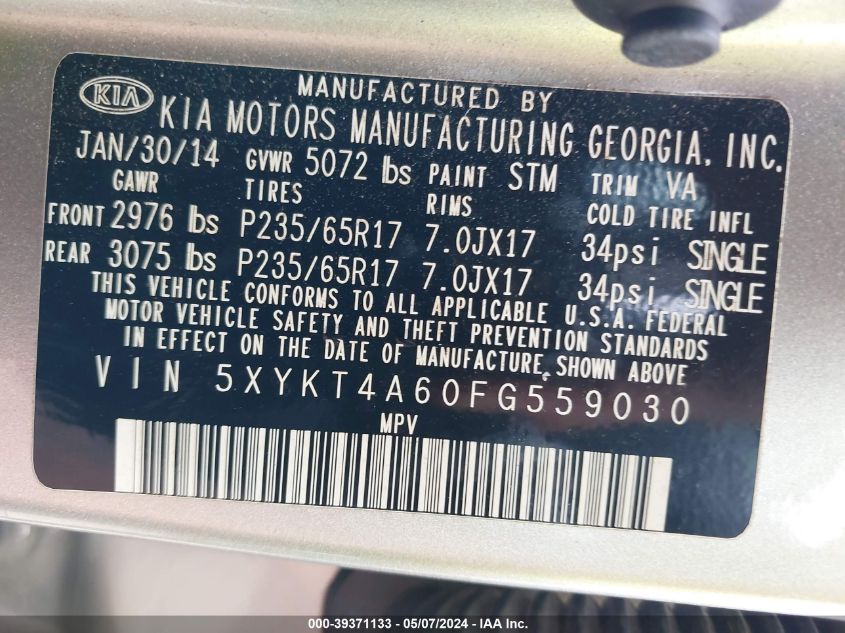 MANUFACTURED BY
KIA KIA MOTORS MANUFACTURING GEORGIA, INC.
JAN/30/14 GVWR 5072 lbs PAINT STM TRIM VA
GAWR TIRES RIMS COLD TIRE INFL
FRONT 2976 lbs P235/65R17 7.0JX17 34psi SINGLE
REAR 3075 lbs P235/65R17 7.0JX17 34psi SINGLE
THIS VEHICLE CONFORMS TO ALL APPLICABLE U.S.A. FEDERAL
MOTOR VEHICLE SAFETY AND THEFT PREVENTION STANDARDS
IN EFFECT ON THE DATE OF MANUFACTURE, SHOWN ABOVE
VIN 5XYKT4A60FG559030
MPV
000-39371133 - 05/07/2024 - IAA Inc.